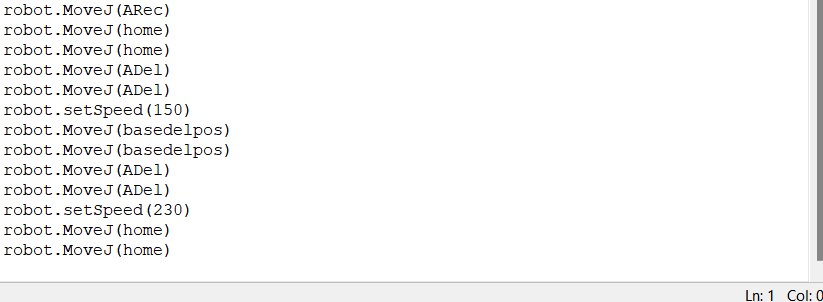 robot.MoveJ(ARec)
robot.MoveJ(home)
robot.MoveJ(home)
robot.MoveJ(ADel)
robot.MoveJ(ADel)
robot.setSpeed(150)
robot.MoveJ(basedelpos)
robot.MoveJ(basedelpos)
robot.MoveJ(ADel)
robot.MoveJ(ADel)
robot.setSpeed(230)
robot.MoveJ(home)
robot.MoveJ(home)
Ln: 1 Col: 0